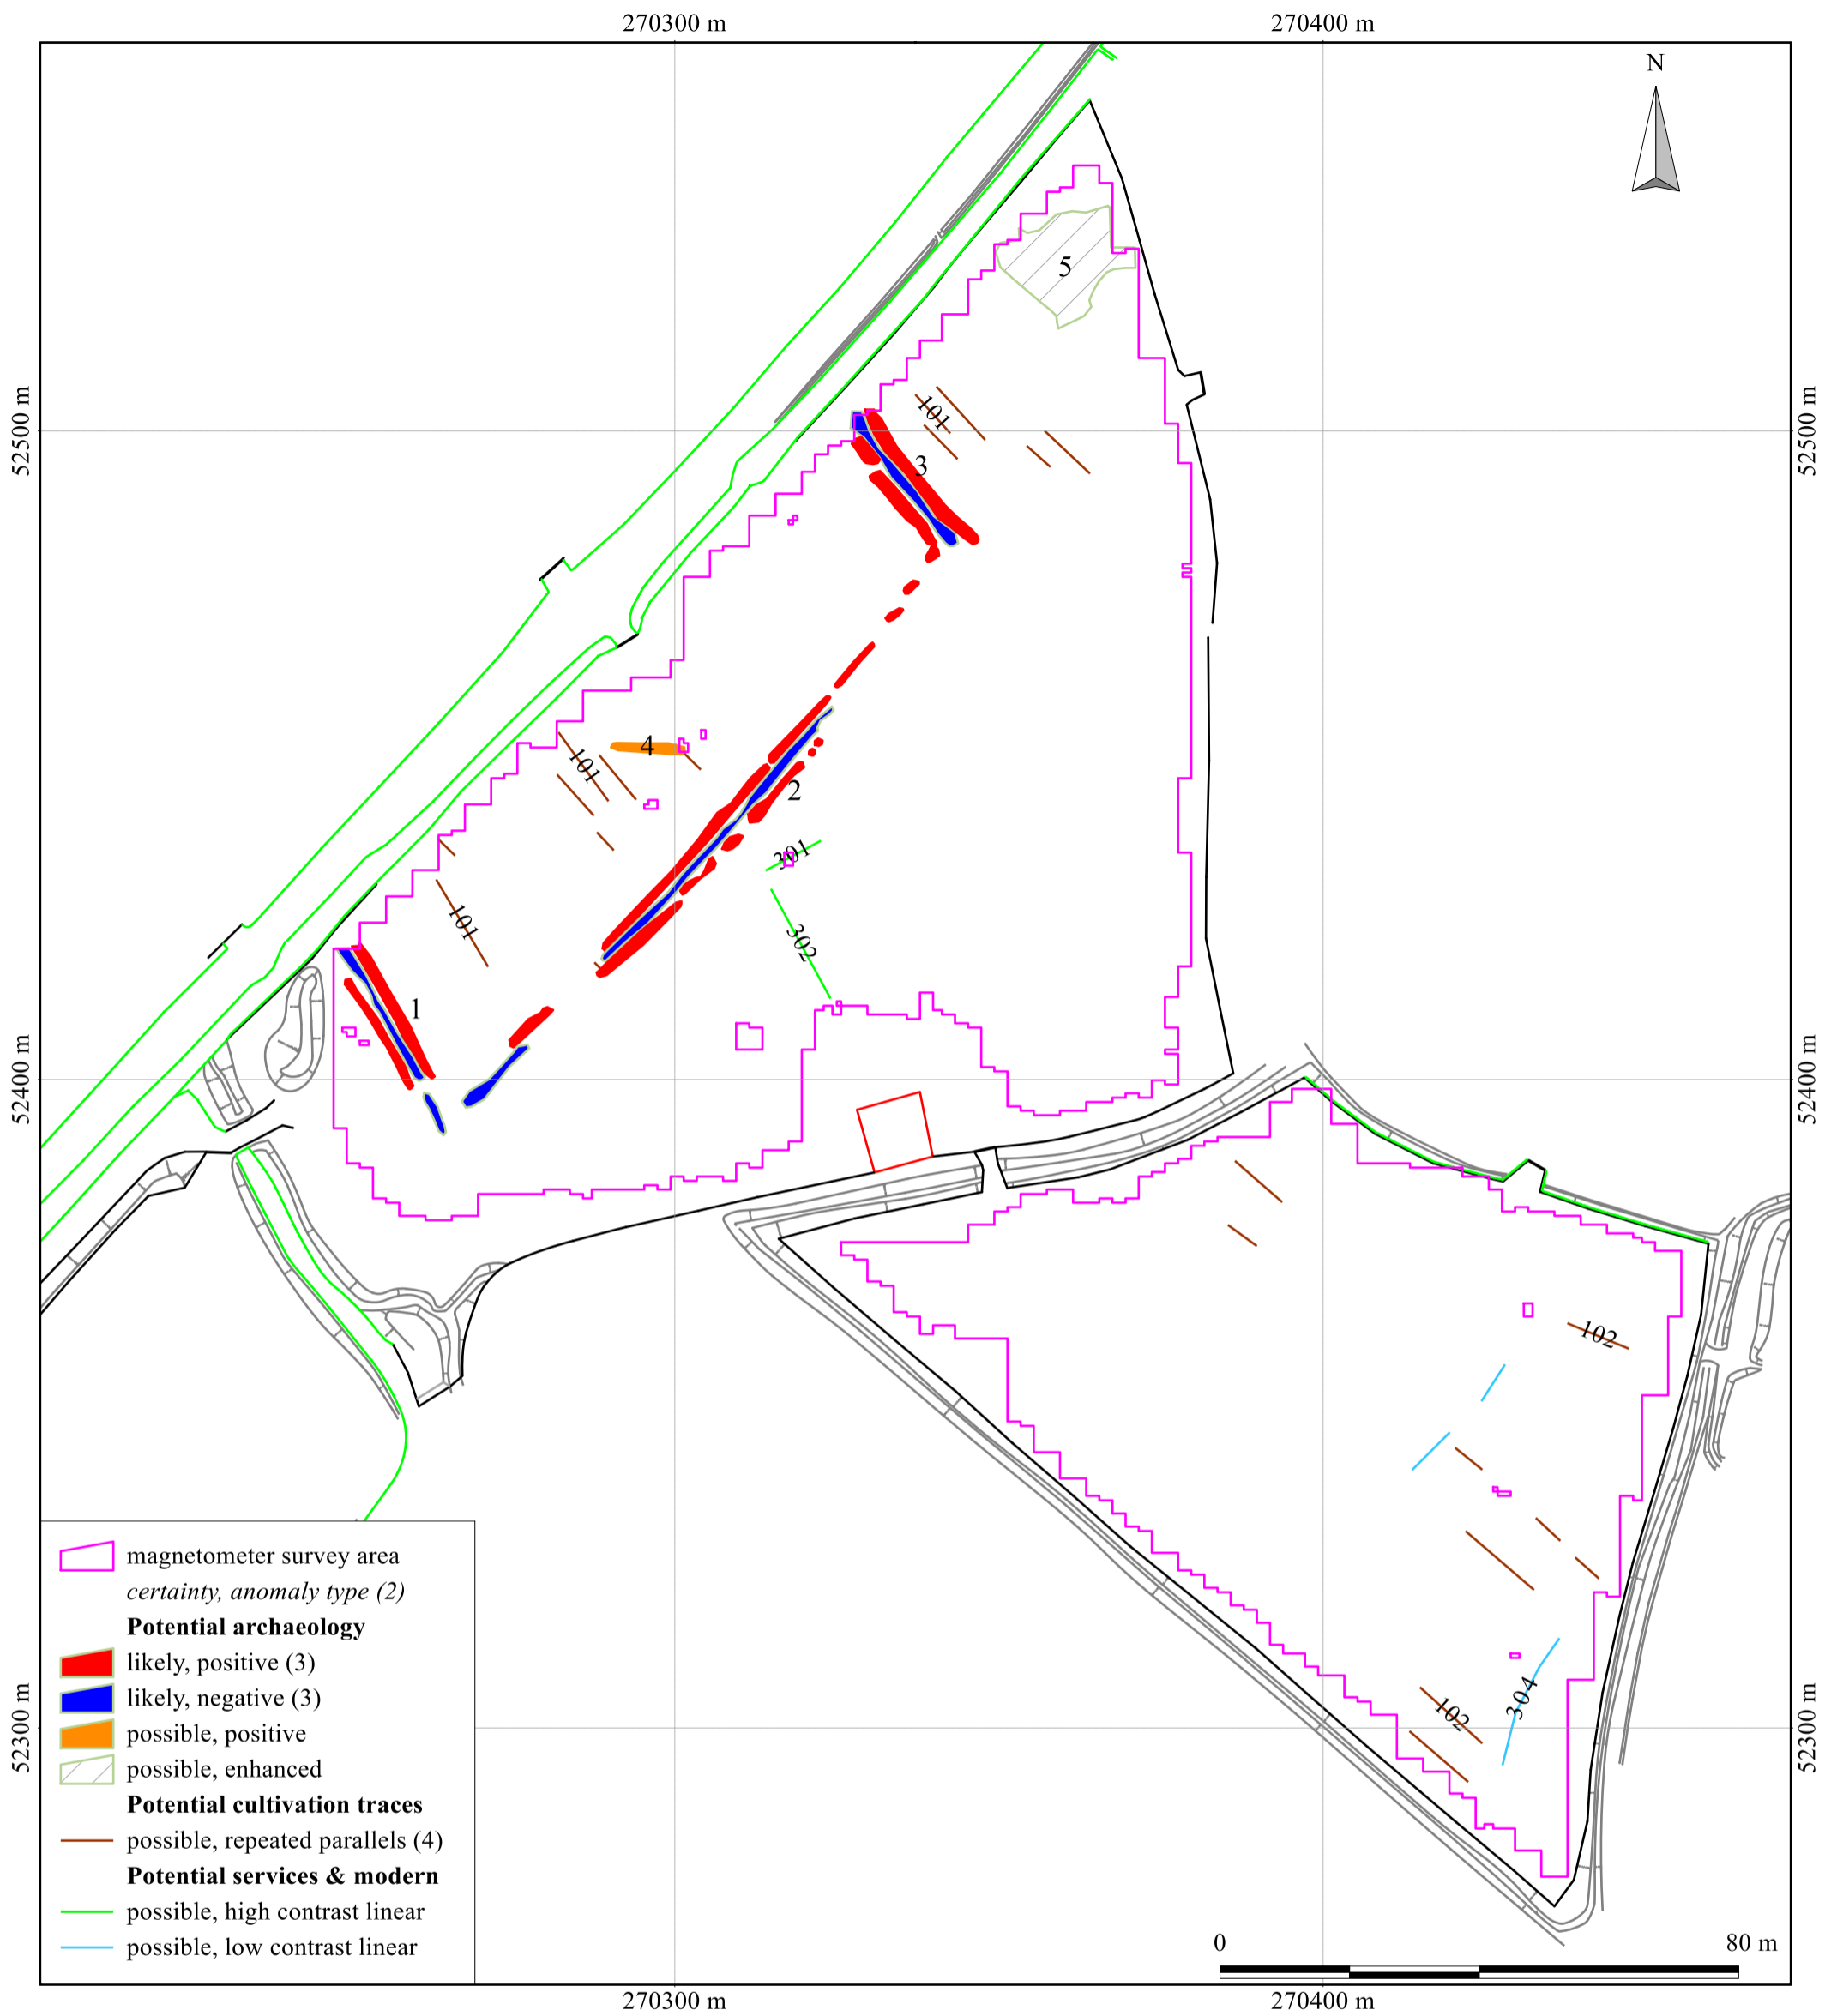 270300 m
270400 m
N
5
101
52500 m
52500 m
3
4
101
2
301
101
302
1
52400 m
52400 m
102
magnetometer survey area
certainty, anomaly type (2)
Potential archaeology
likely, positive (3)
likely, negative (3)
possible, positive
possible, enhanced
Potential cultivation traces
possible, repeated parallels (4)
Potential services & modern
possible, high contrast linear
possible, low contrast linear
304
102
52300 m
52300 m
0
80 m
270300 m
270400 m